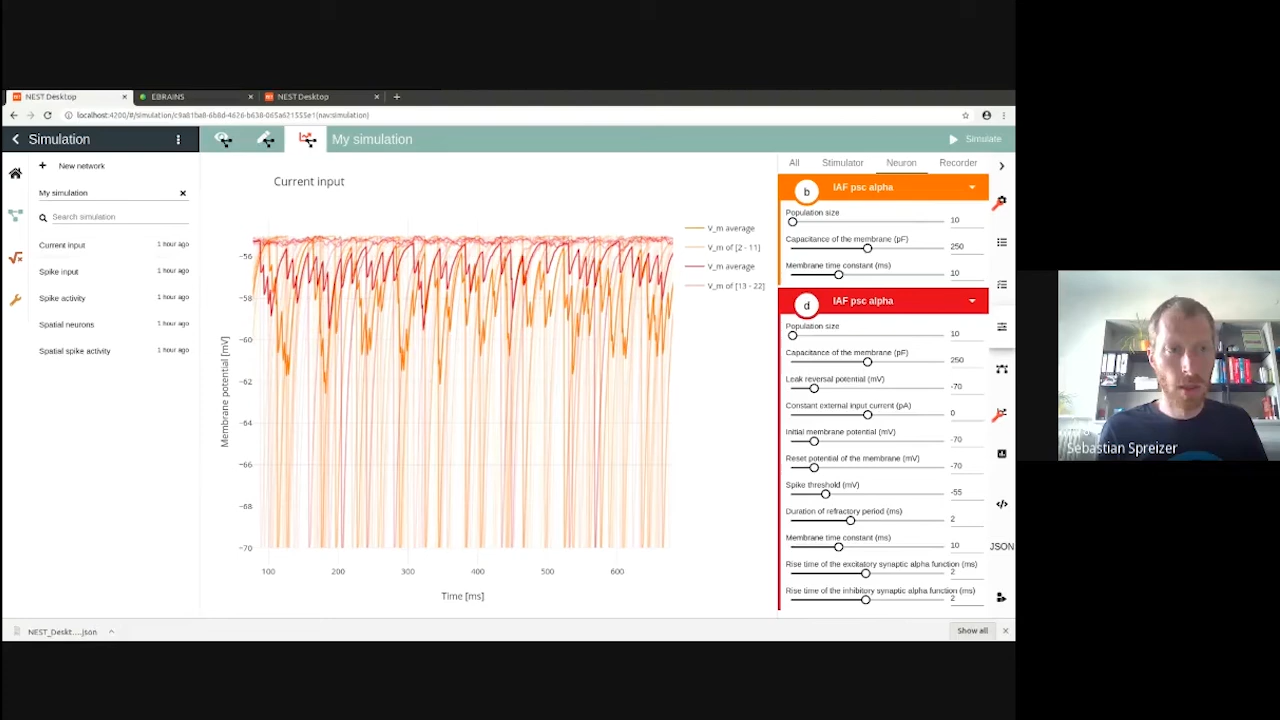 NEST Desktop
EBRAINS
NEST Desktop
Simulation
My simulation
Simulate
New network
My simulation
Search simulation
Current input 1 hour ago
Spike input 1 hour ago
Spike activity 1 hour ago
Spatial neurons 1 hour ago
Spatial spike activity 1 hour ago
Current input
V_m average
V_m of [2 - 11]
V_m average
V_m of [13 - 22]
Membrane potential [mV]
−56
−58
−60
−62
−64
−66
−68
−70
100 200 300 400 500 600
Time [ms]
All Stimulator Neuron Recorder
b IAF psc alpha
Population size 10
Capacitance of the membrane (pF) 250
Membrane time constant (ms) 10
d IAF psc alpha
Population size 10
Capacitance of the membrane (pF) 250
Leak reversal potential (mV) -70
Constant external input current (pA) 0
Initial membrane potential (mV) -70
Reset potential of the membrane (mV) -70
Spike threshold (mV) -55
Duration of refractory period (ms) 2
Membrane time constant (ms) 10
Rise time of the excitatory synaptic alpha function (ms) 2
Rise time of the inhibitory synaptic alpha function (ms) 2
JSON
NEST_Deskt....json
Show all
Sebastian Spreizer